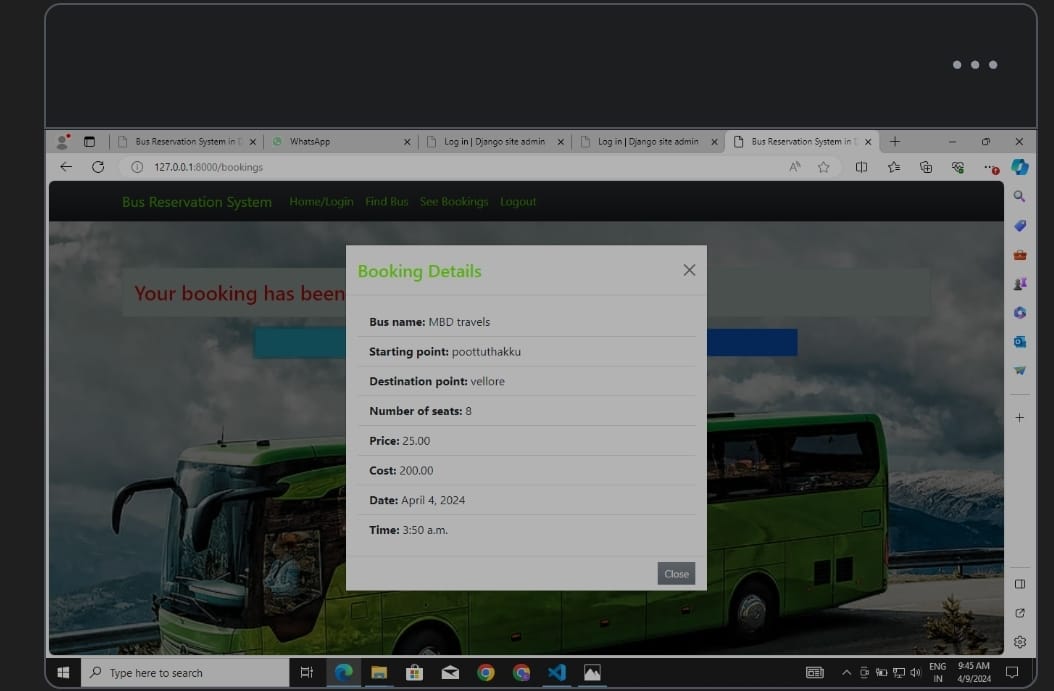 Bus Reservation System in D
WhatsApp
Log in | Django site admin
Log in | Django site admin
Bus Reservation System in D
127.0.0.1:8000/bookings
Bus Reservation System Home/Login Find Bus See Bookings Logout
Booking Details
Your booking has been
Bus name: MBD travels
Starting point: poottuthakku
Destination point: vellore
Number of seats: 8
Price: 25.00
Cost: 200.00
Date: April 4, 2024
Time: 3:50 a.m.
Close
Type here to search
ENG
IN
9:45 AM
4/9/2024